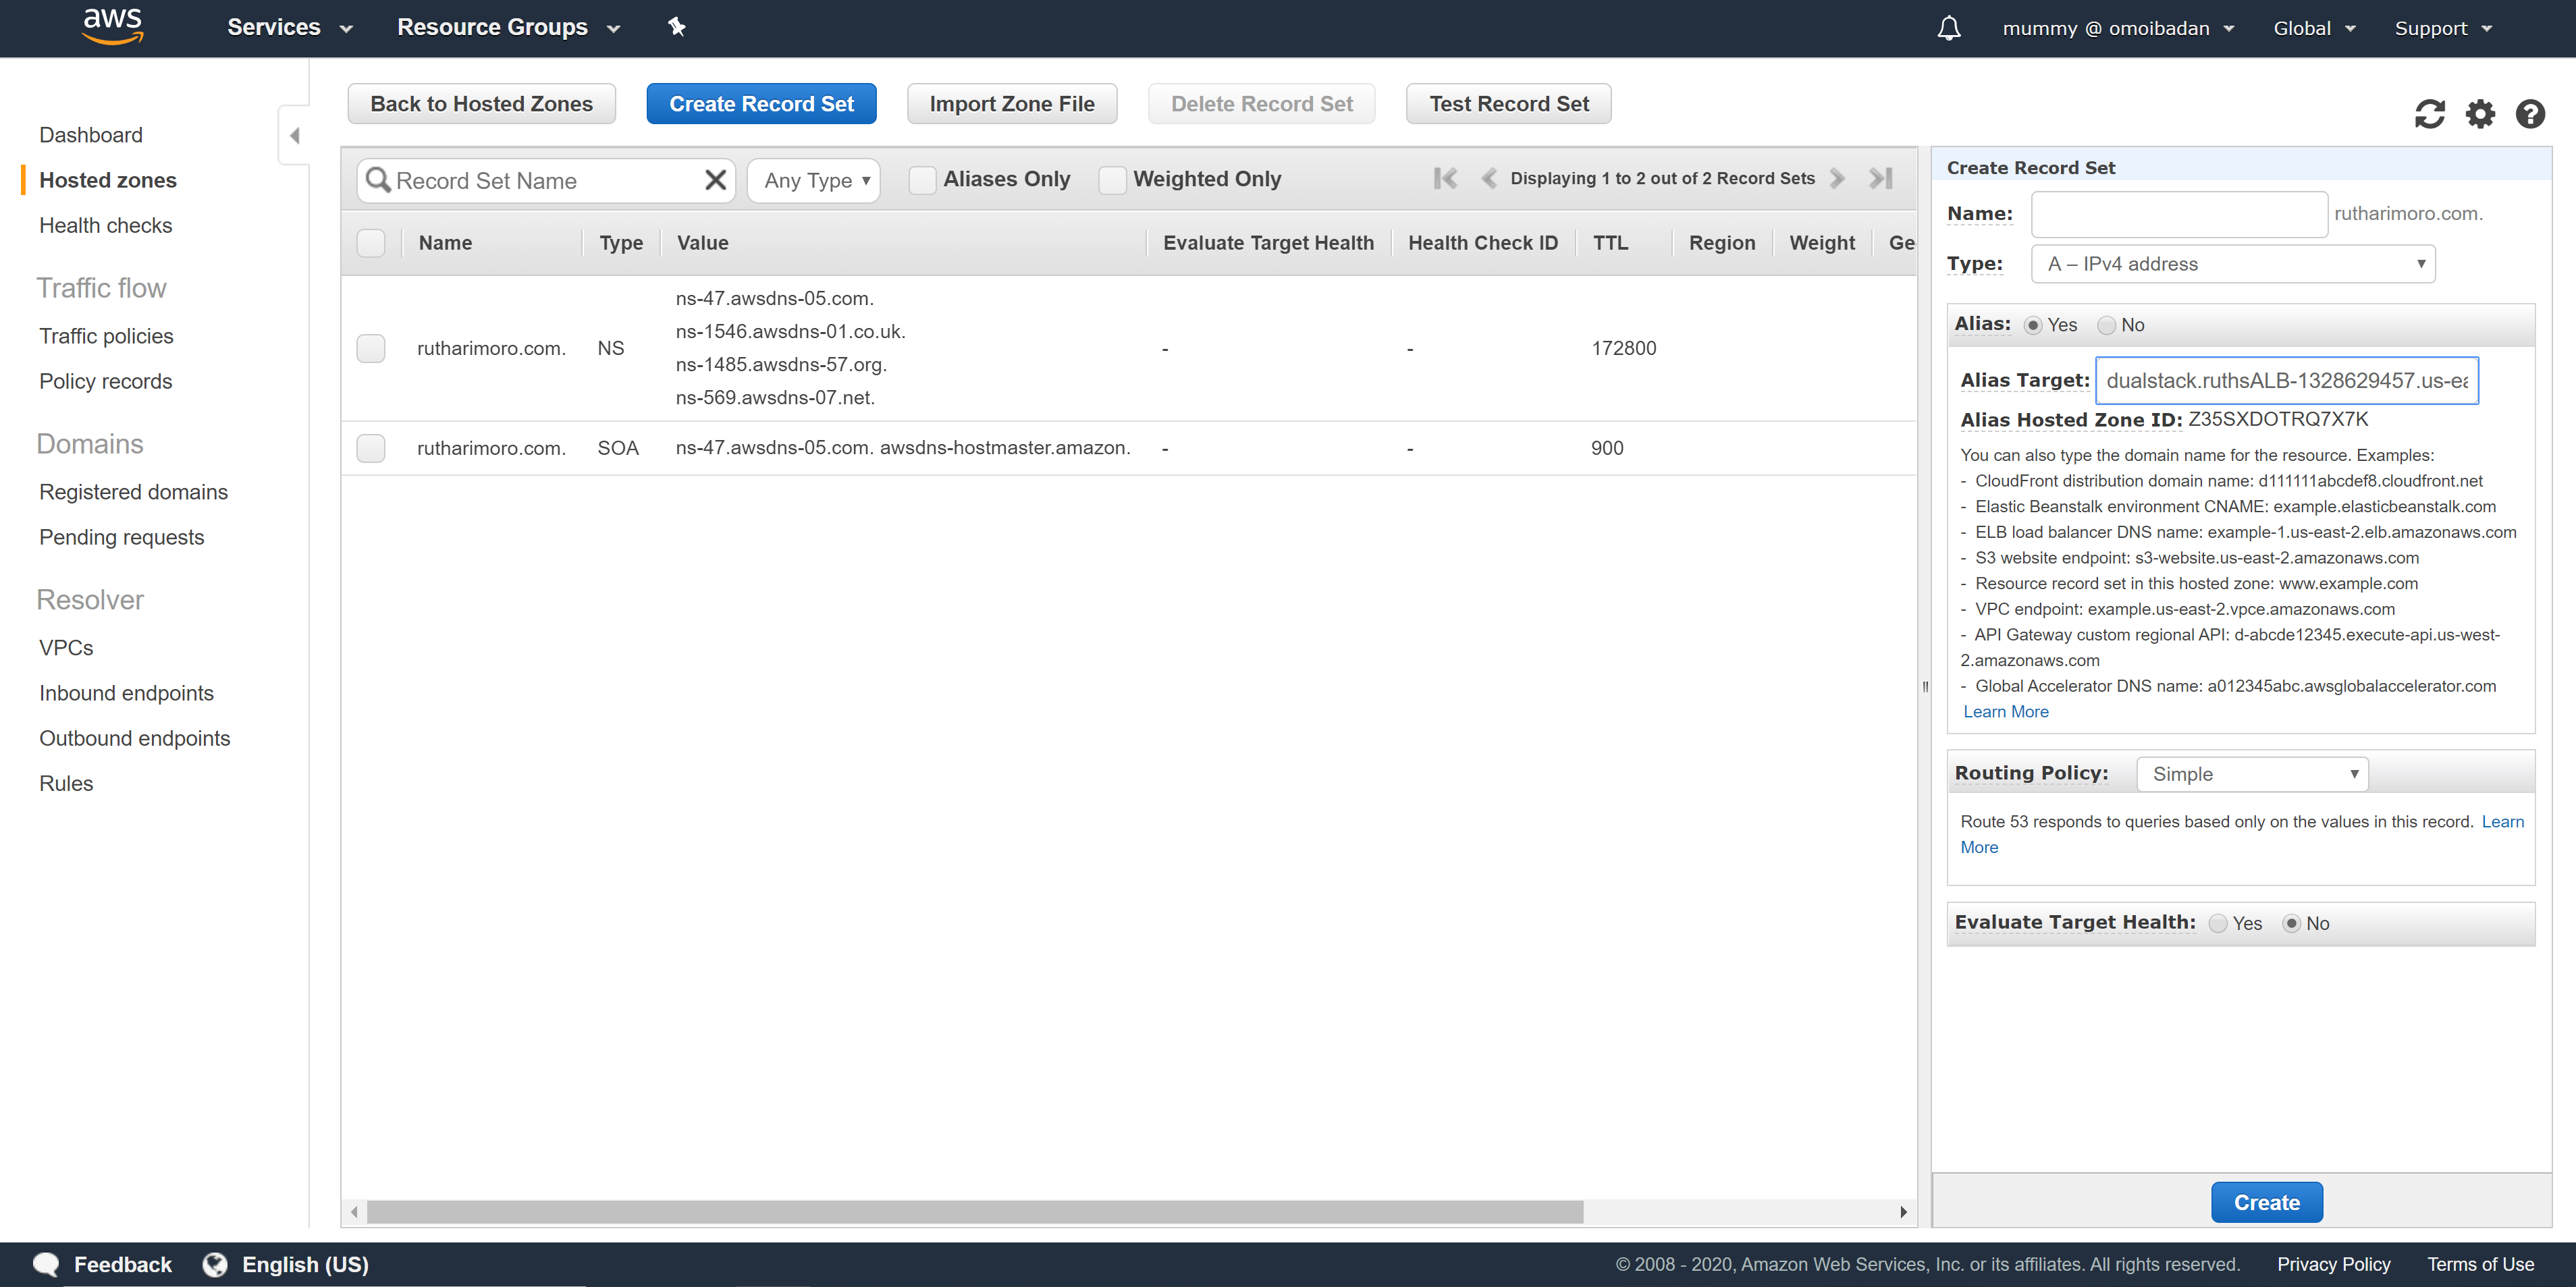 aws Services Resource Groups mummy @ omoibadan Global Support
Dashboard
Hosted zones
Health checks
Traffic flow
Traffic policies
Policy records
Domains
Registered domains
Pending requests
Resolver
VPCs
Inbound endpoints
Outbound endpoints
Rules
Back to Hosted Zones Create Record Set Import Zone File Delete Record Set Test Record Set
Record Set Name Any Type Aliases Only Weighted Only Displaying 1 to 2 out of 2 Record Sets
Name Type Value Evaluate Target Health Health Check ID TTL Region Weight Ge
ns-47.awsdns-05.com.
ns-1546.awsdns-01.co.uk.
rutharimoro.com. NS - - 172800
ns-1485.awsdns-57.org.
ns-569.awsdns-07.net.
rutharimoro.com. SOA ns-47.awsdns-05.com. awsdns-hostmaster.amazon. - - 900
Create Record Set
Name: rutharimoro.com.
Type: A – IPv4 address
Alias: Yes No
Alias Target: dualstack.ruthsALB-1328629457.us-ea
Alias Hosted Zone ID: Z35SXDOTRQ7X7K
You can also type the domain name for the resource. Examples:
- CloudFront distribution domain name: d111111abcdef8.cloudfront.net
- Elastic Beanstalk environment CNAME: example.elasticbeanstalk.com
- ELB load balancer DNS name: example-1.us-east-2.elb.amazonaws.com
- S3 website endpoint: s3-website.us-east-2.amazonaws.com
- Resource record set in this hosted zone: www.example.com
- VPC endpoint: example.us-east-2.vpce.amazonaws.com
- API Gateway custom regional API: d-abcde12345.execute-api.us-west-
2.amazonaws.com
- Global Accelerator DNS name: a012345abc.awsglobalaccelerator.com
Learn More
Routing Policy: Simple
Route 53 responds to queries based only on the values in this record. Learn
More
Evaluate Target Health: Yes No
Create
Feedback English (US) © 2008 - 2020, Amazon Web Services, Inc. or its affiliates. All rights reserved. Privacy Policy Terms of Use